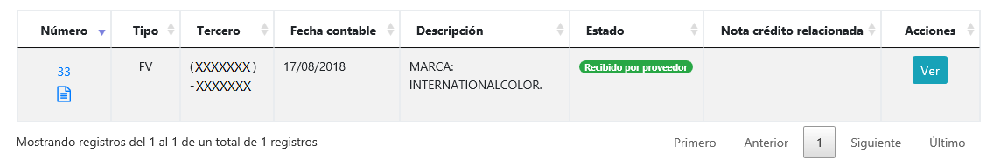 Número Tipo Tercero Fecha contable Descripción Estado Nota crédito relacionada Acciones
33 FV (XXXXXXX) 17/08/2018 MARCA: Recibido por proveedor Ver
-XXXXXXX INTERNATIONALCOLOR.
Mostrando registros del 1 al 1 de un total de 1 registros Primero Anterior 1 Siguiente Último